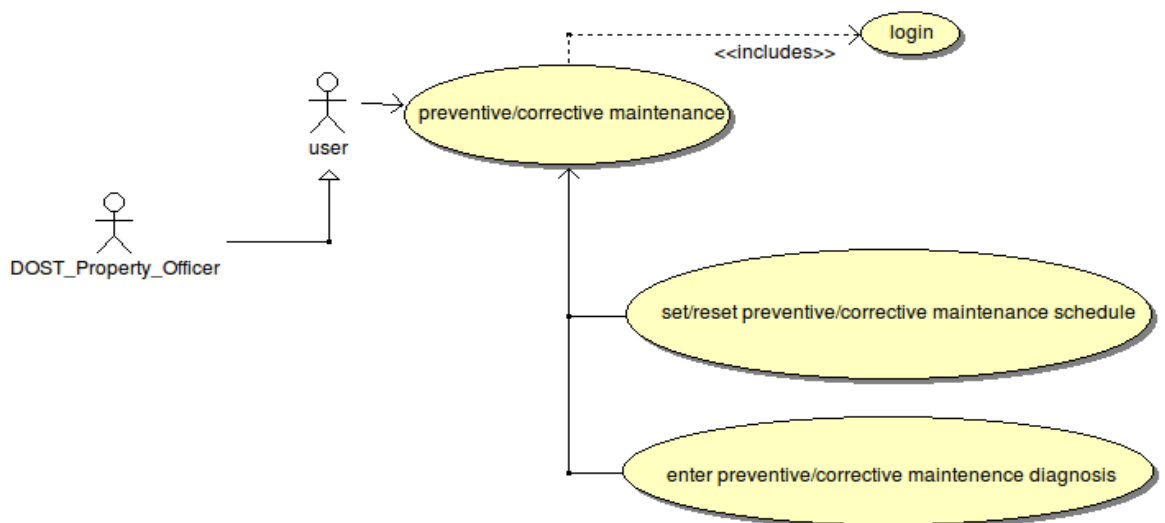 login
<<includes>>
preventive/corrective maintenance
user
DOST_Property_Officer
set/reset preventive/corrective maintenance schedule
enter preventive/corrective maintenence diagnosis